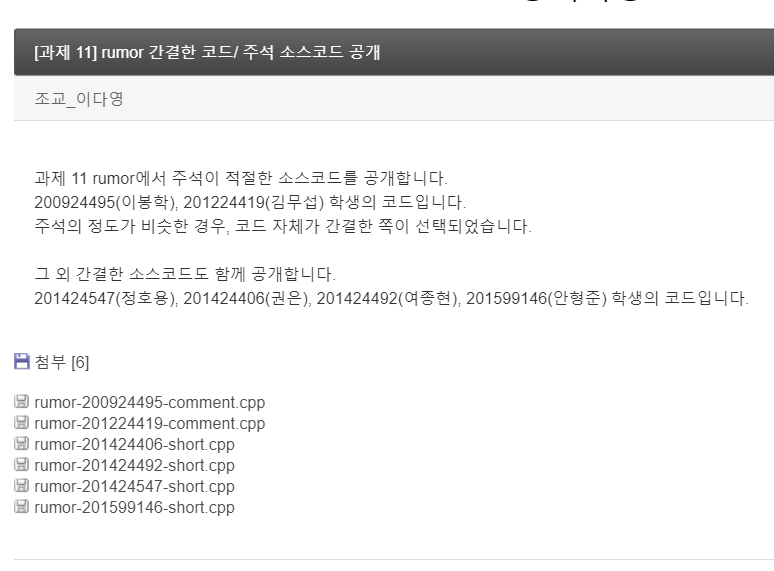 [과제 11] rumor 간결한 코드/ 주석 소스코드 공개
조교_이다영
과제 11 rumor에서 주석이 적절한 소스코드를 공개합니다.
200924495(이봉학), 201224419(김무섭) 학생의 코드입니다.
주석의 정도가 비슷한 경우, 코드 자체가 간결한 쪽이 선택되었습니다.
그 외 간결한 소스코드도 함께 공개합니다.
201424547(정호용), 201424406(권은), 201424492(여종현), 201599146(안형준) 학생의 코드입니다.
첨부 [6]
rumor-200924495-comment.cpp
rumor-201224419-comment.cpp
rumor-201424406-short.cpp
rumor-201424492-short.cpp
rumor-201424547-short.cpp
rumor-201599146-short.cpp